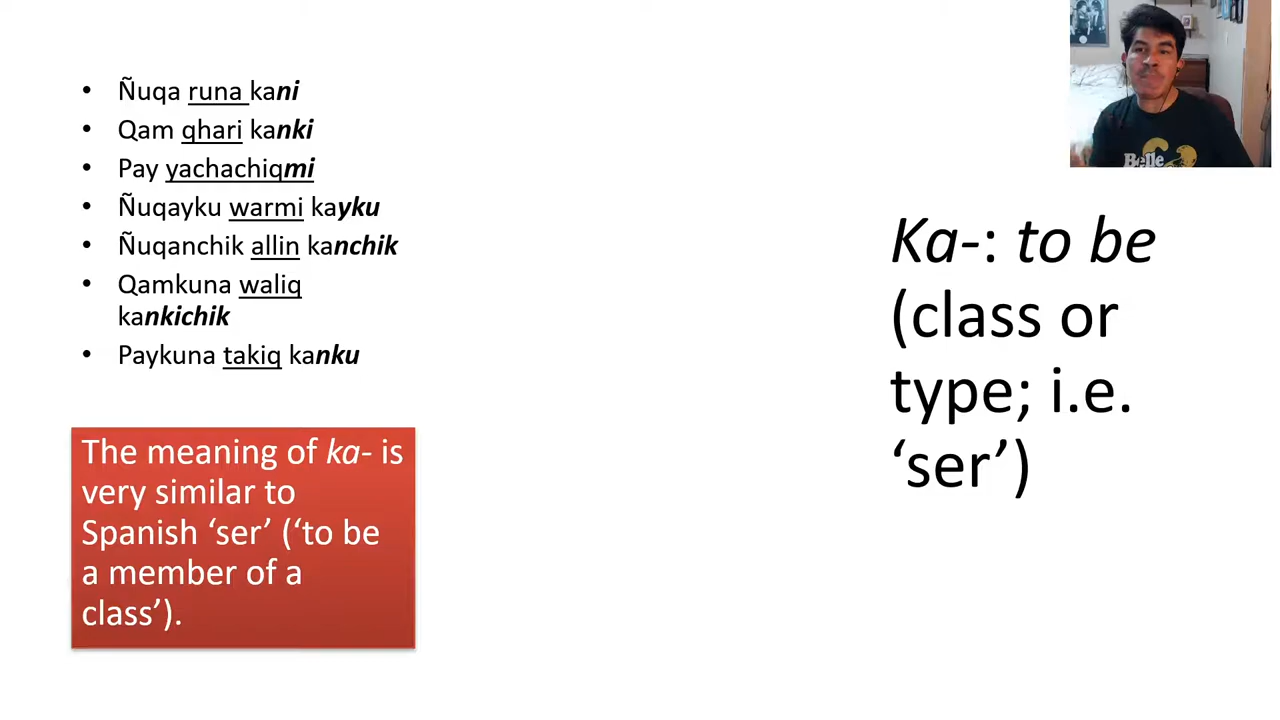 • Ñuqa runa kani
• Qam qhari kanki
• Pay yachachiqmi
• Ñuqayku warmi kayku
• Ñuqanchik allin kanchik
• Qamkuna waliq
kankichik
• Paykuna takiq kanku
The meaning of ka- is
very similar to
Spanish ‘ser’ (‘to be
a member of a
class’).
Belle
Ka-: to be
(class or
type; i.e.
‘ser’)